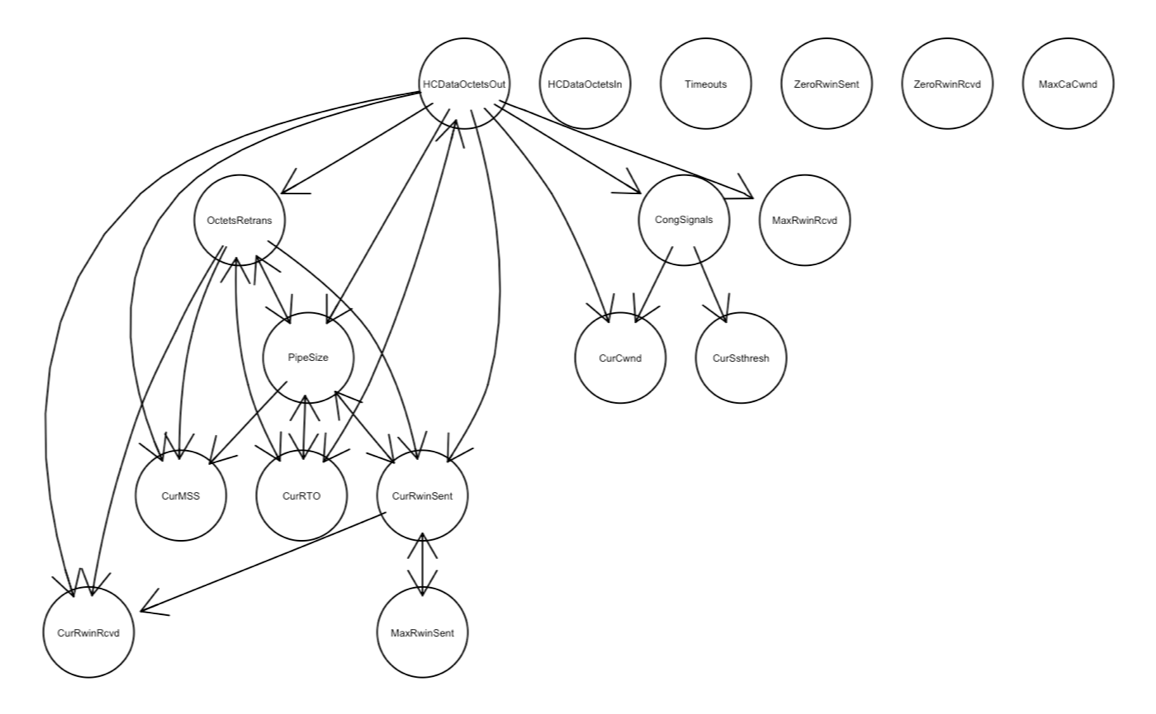 HCDataOctetsOut
HCDataOctetsIn
Timeouts
ZeroRwinSent
ZeroRwinRcvd
MaxCaCwnd
OctetsRetrans
CongSignals
MaxRwinRcvd
PipeSize
CurCwnd
CurSsthresh
CurMSS
CurRTO
CurRwinSent
CurRwinRcvd
MaxRwinSent